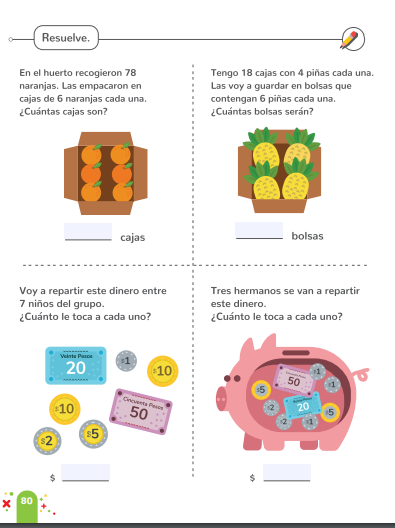 Resuelve.
En el huerto recogieron 78
naranjas. Las empacaron en
cajas de 6 naranjas cada una.
¿Cuántas cajas son?
cajas
Tengo 18 cajas con 4 piñas cada una.
Las voy a guardar en bolsas que
contengan 6 piñas cada una.
¿Cuántas bolsas serán?
bolsas
Voy a repartir este dinero entre
7 niños del grupo.
¿Cuánto le toca a cada uno?
Veinte Pesos
20
$1
$10
$10
Cincuenta Pesos
50
$2
$5
$
Tres hermanos se van a repartir
este dinero.
¿Cuánto le toca a cada uno?
50
$1
$1
$5
20
$2
$5
$2
$1
$
80